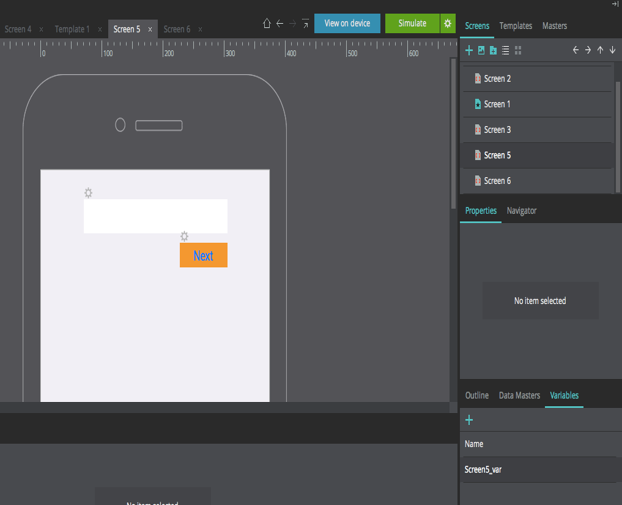 Screen 4 x Template 1 x Screen 5 x Screen 6 x
View on device Simulate
0 100 200 300 400 500 600
Next
No item selected
Screens Templates Masters
Screen 2
Screen 1
Screen 3
Screen 5
Screen 6
Properties Navigator
No item selected
Outline Data Masters Variables
Name
Screen5_var